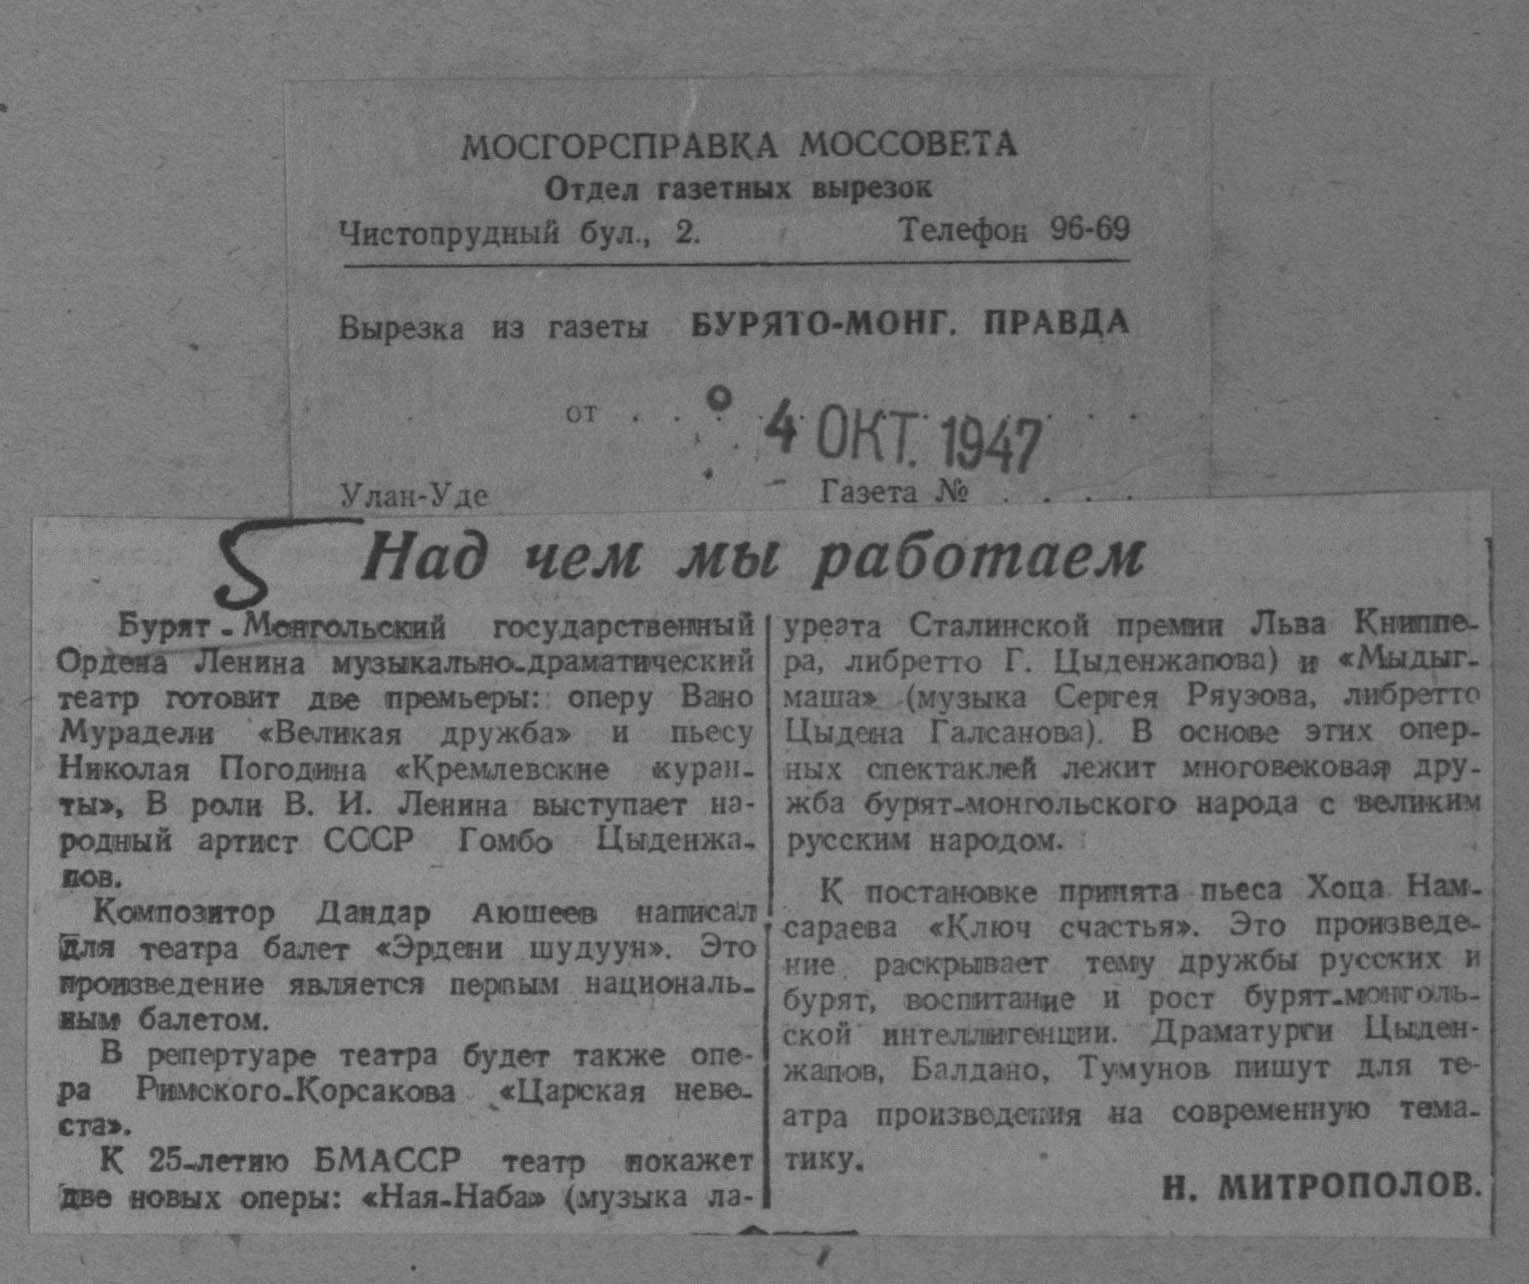 МОСГОРСПРАВКА МОССОВЕТА
Отдел газетных вырезок
Чистопрудный бул., 2. Телефон 96-69
Вырезка из газеты БУРЯТО-МОНГ. ПРАВДА
от . . 4 ОКТ. 1947 . . .
Улан-Уде Газета № . . . .
Над чем мы работаем
Бурят-Монгольский государственный
Ордена Ленина музыкально-драматический
театр готовит две премьеры: оперу Вано
Мурадели «Великая дружба» и пьесу
Николая Погодина «Кремлевские куран-
ты». В роли В. И. Ленина выступает на-
родный артист СССР Гомбо Цыденжа-
пов.
Композитор Дандар Аюшеев написал
для театра балет «Эрдени шудуун». Это
произведение является первым националь-
ным балетом.
В репертуаре театра будет также опе-
ра Римского-Корсакова «Царская неве-
ста».
К 25-летию БМАССР театр покажет
две новых оперы: «Ная-Наба» (музыка ла-
уреата Сталинской премии Льва Книппе-
ра, либретто Г. Цыденжапова) и «Мыдыг-
маша» (музыка Сергея Ряузова, либретто
Цыдена Галсанова). В основе этих опер-
ных спектаклей лежит многовековая дру-
жба бурят-монгольского народа с великим
русским народом.
К постановке принята пьеса Хоца Нам-
сараева «Ключ счастья». Это произведе-
ние раскрывает тему дружбы русских и
бурят, воспитание и рост бурят-монголь-
ской интеллигенции. Драматурги Цыден-
жапов, Балдано, Тумунов пишут для те-
атра произведения на современную тема-
тику.
Н. МИТРОПОЛОВ.